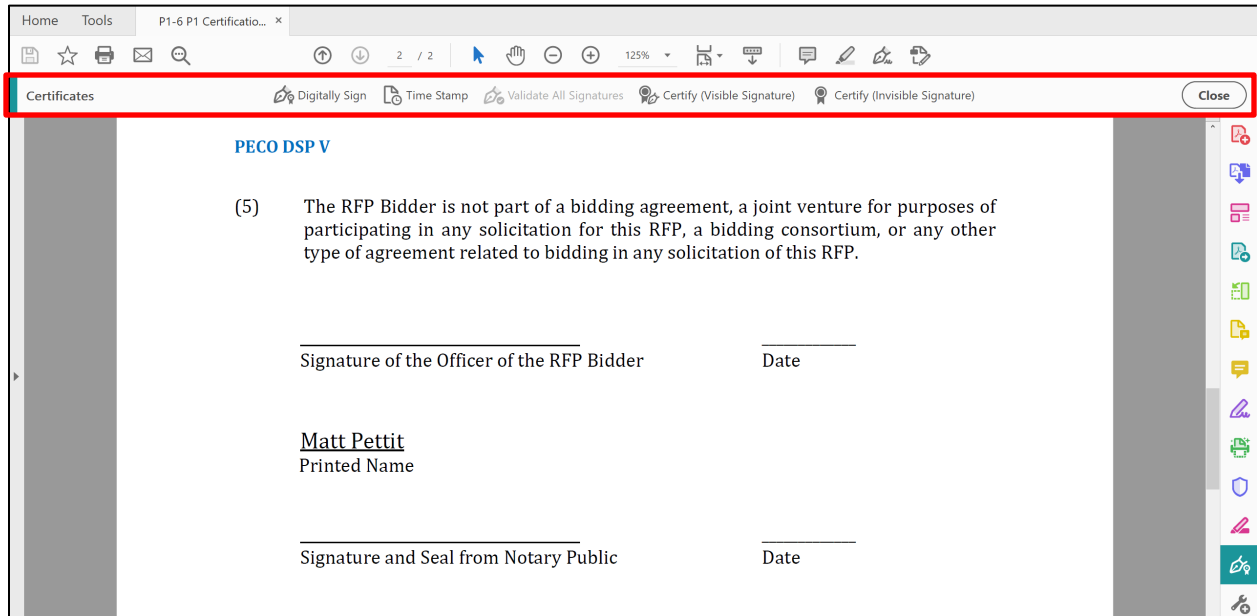 Home Tools P1-6 P1 Certificatio... ×
2 / 2 125%
Certificates Digitally Sign Time Stamp Validate All Signatures Certify (Visible Signature) Certify (Invisible Signature) Close
PECO DSP V
(5) The RFP Bidder is not part of a bidding agreement, a joint venture for purposes of
participating in any solicitation for this RFP, a bidding consortium, or any other
type of agreement related to bidding in any solicitation of this RFP.
Signature of the Officer of the RFP Bidder Date
Matt Pettit
Printed Name
Signature and Seal from Notary Public Date